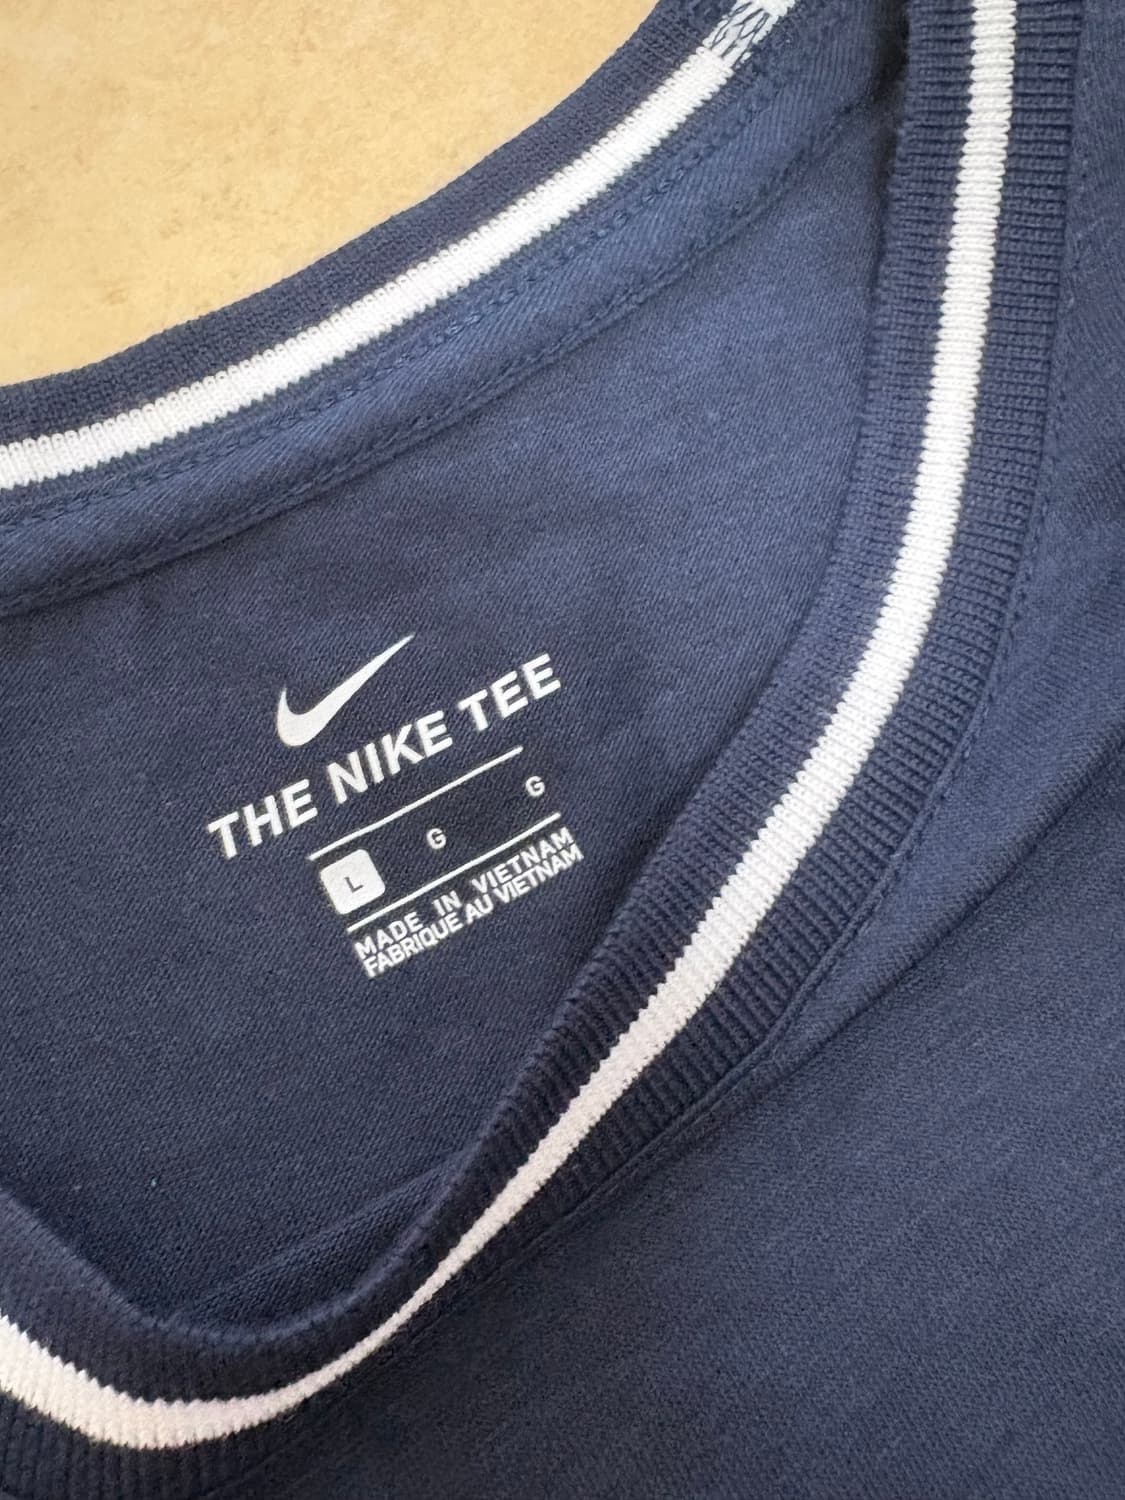 THE NIKE TEE
L G G
MADE IN VIETNAM
FABRIQUE AU VIETNAM